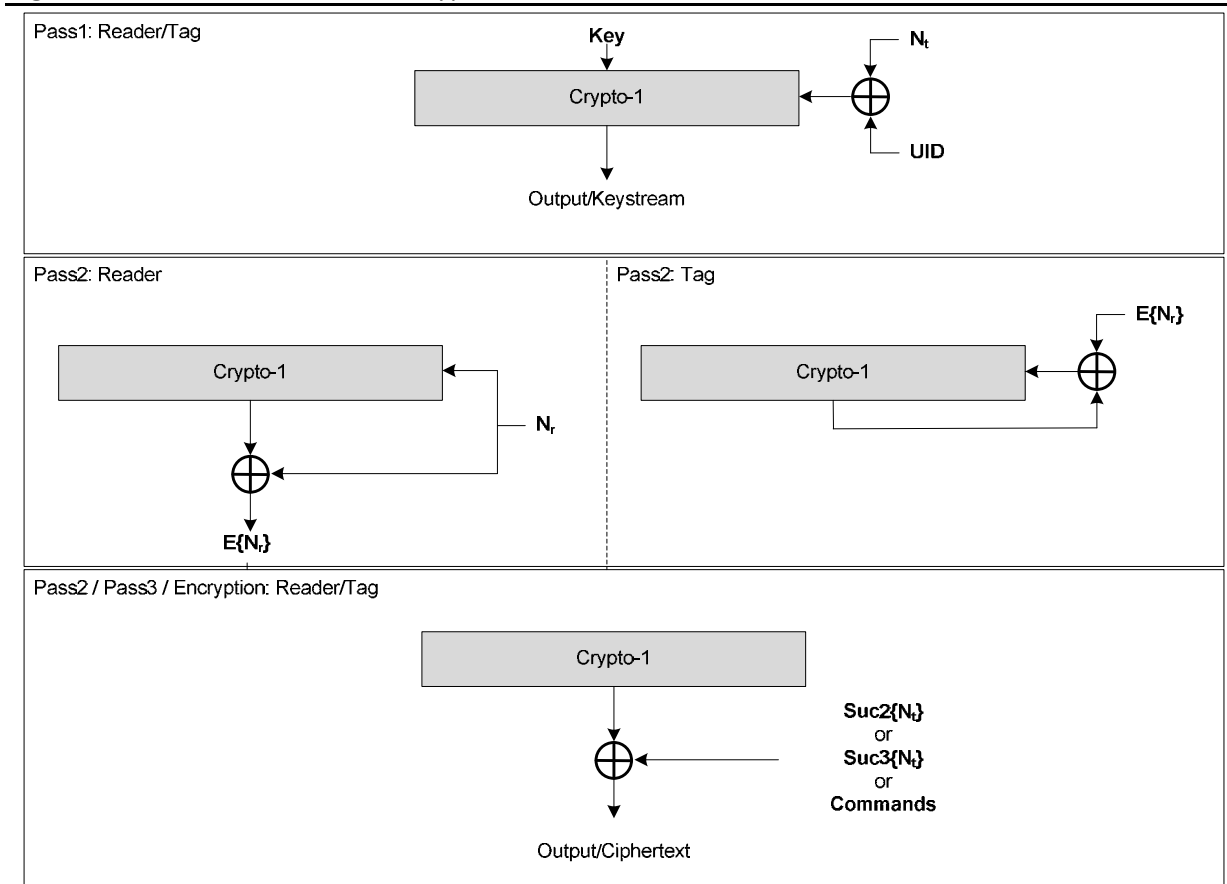 Pass1: Reader/Tag
Key
Nt
Crypto-1
UID
Output/Keystream
Pass2: Reader
Pass2: Tag
E{Nr}
Crypto-1
Crypto-1
Nr
E{Nr}
Pass2 / Pass3 / Encryption: Reader/Tag
Crypto-1
Suc2{Nt}
or
Suc3{Nt}
or
Commands
Output/Ciphertext